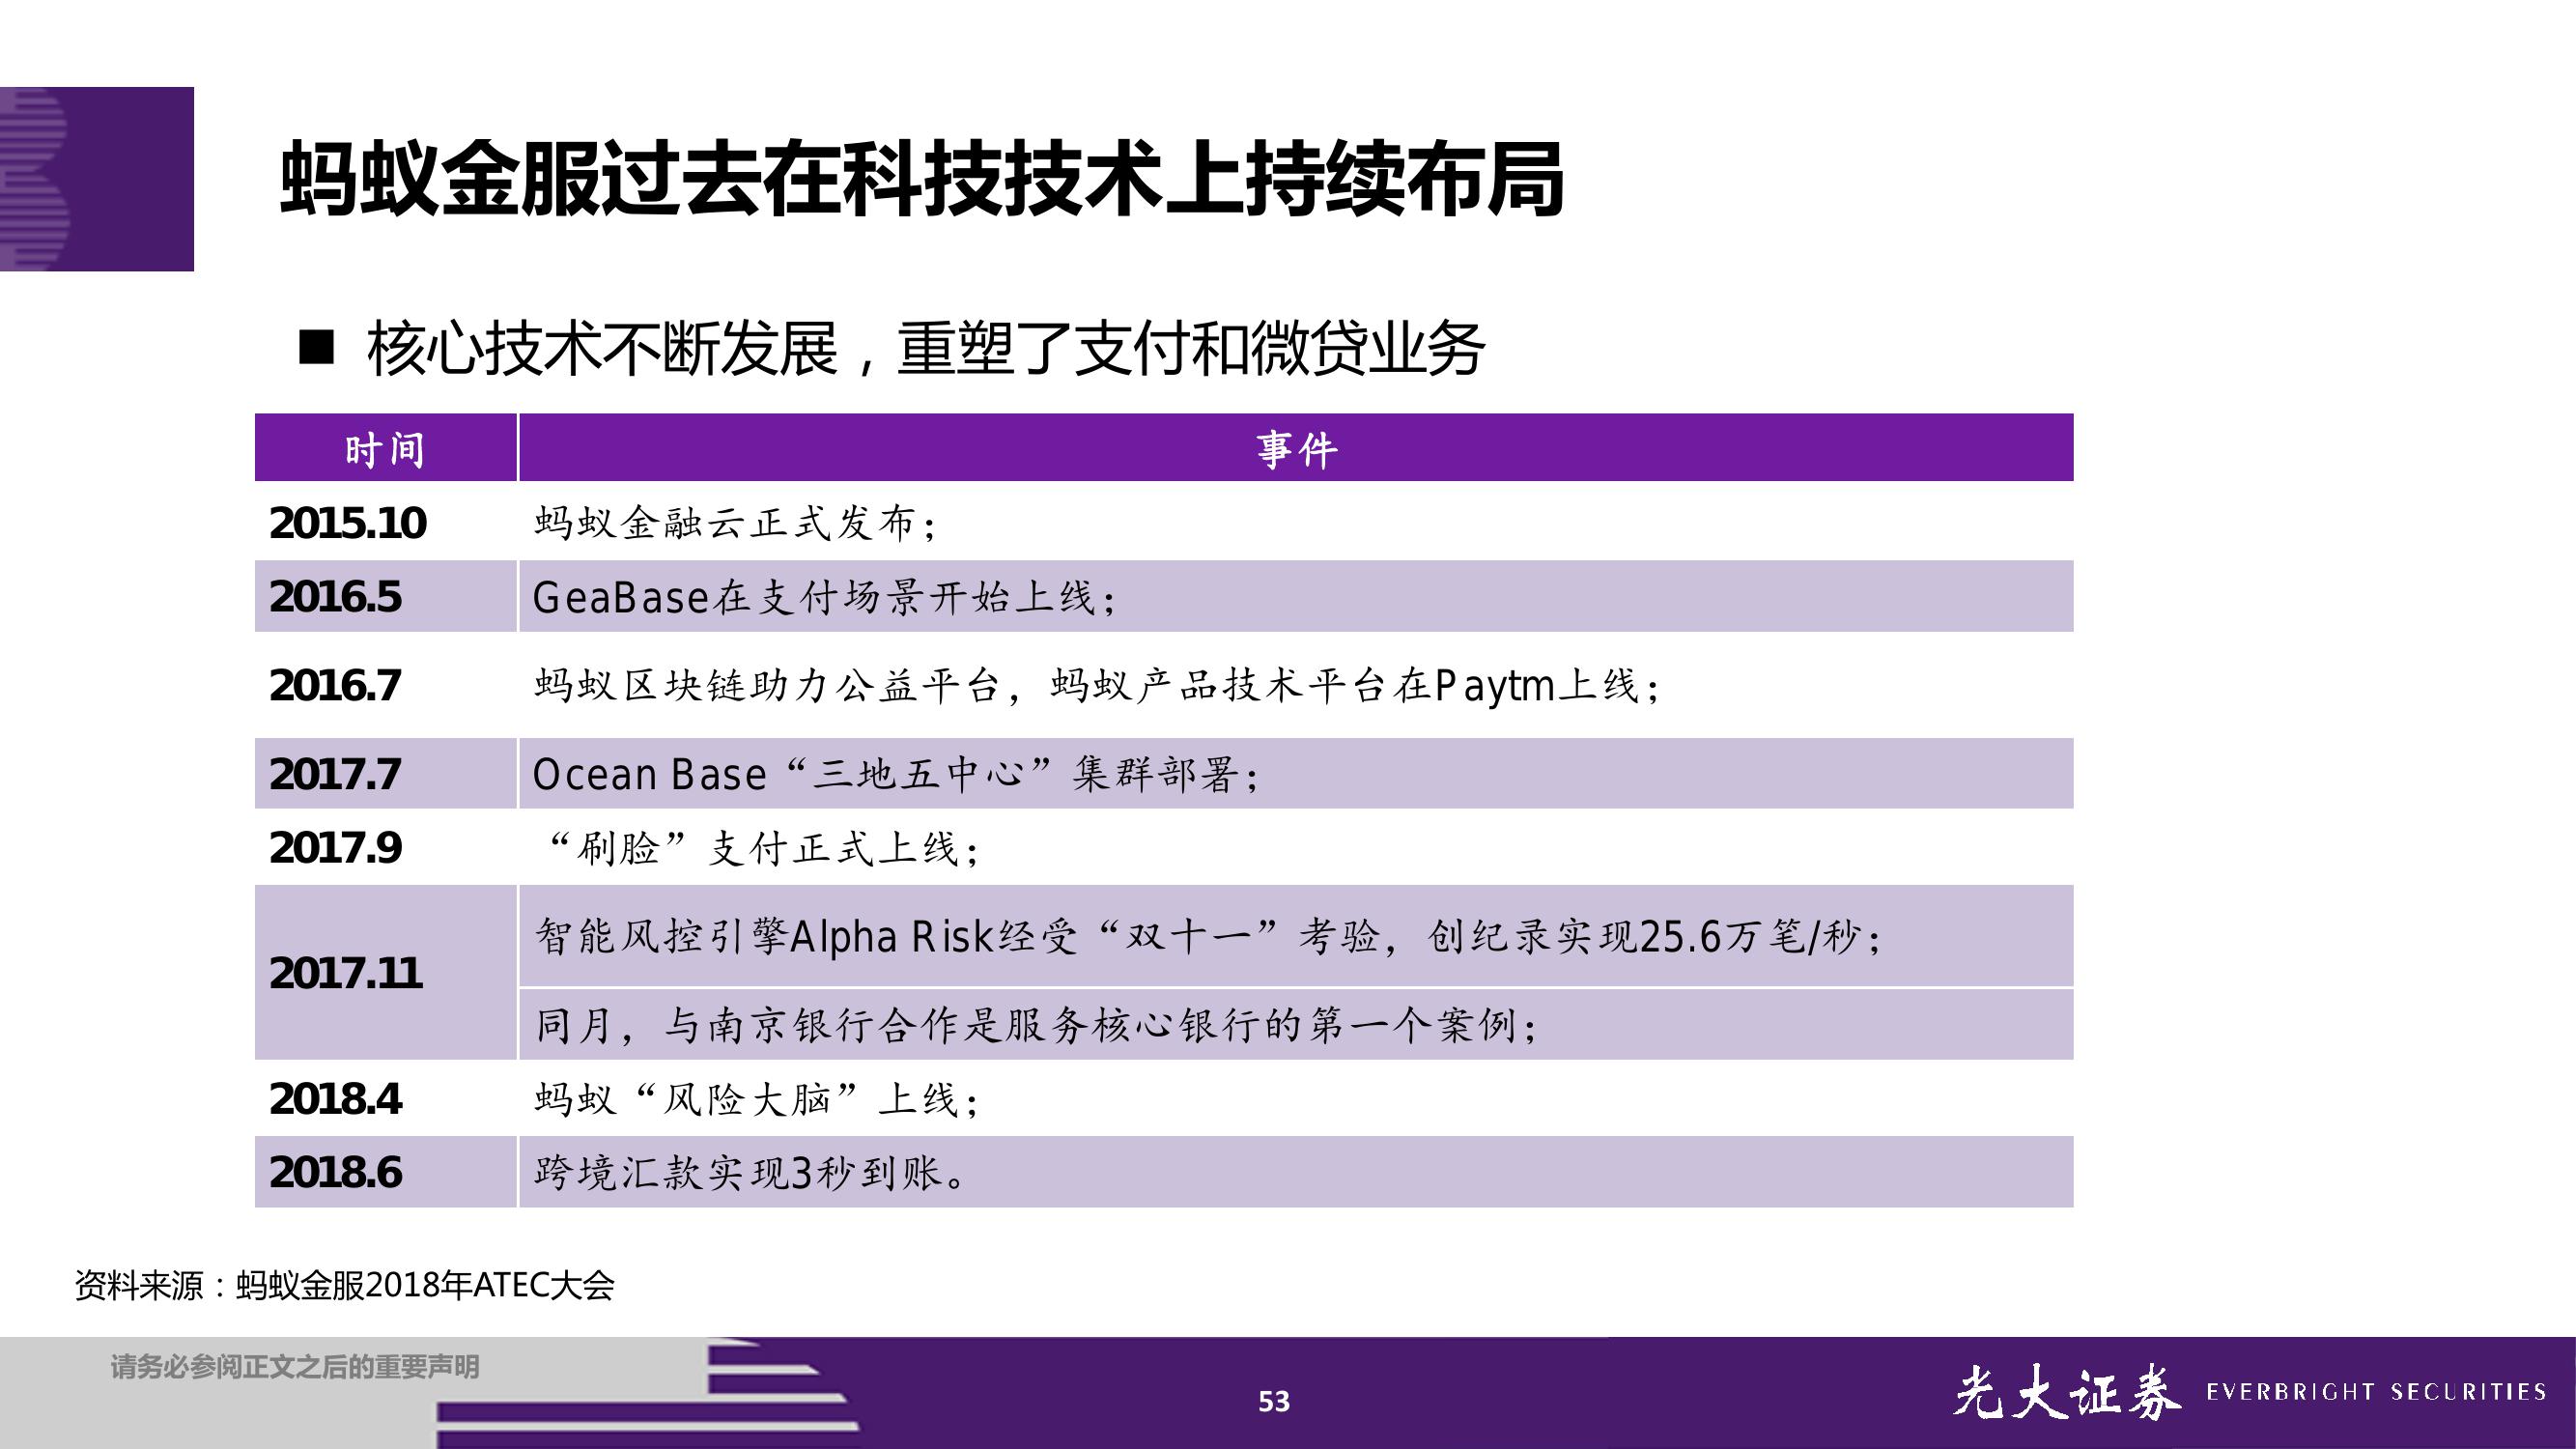 蚂蚁金服过去在科技技术上持续布局
■ 核心技术不断发展，重塑了支付和微贷业务
时间 事件
2015.10 蚂蚁金融云正式发布；
2016.5 GeaBase在支付场景开始上线；
2016.7 蚂蚁区块链助力公益平台，蚂蚁产品技术平台在Paytm上线；
2017.7 Ocean Base“三地五中心”集群部署；
2017.9 “刷脸”支付正式上线；
2017.11 智能风控引擎Alpha Risk经受“双十一”考验，创纪录实现25.6万笔/秒；
同月，与南京银行合作是服务核心银行的第一个案例；
2018.4 蚂蚁“风险大脑”上线；
2018.6 跨境汇款实现3秒到账。
资料来源：蚂蚁金服2018年ATEC大会
请务必参阅正文之后的重要声明
53
光大证券 EVERBRIGHT SECURITIES